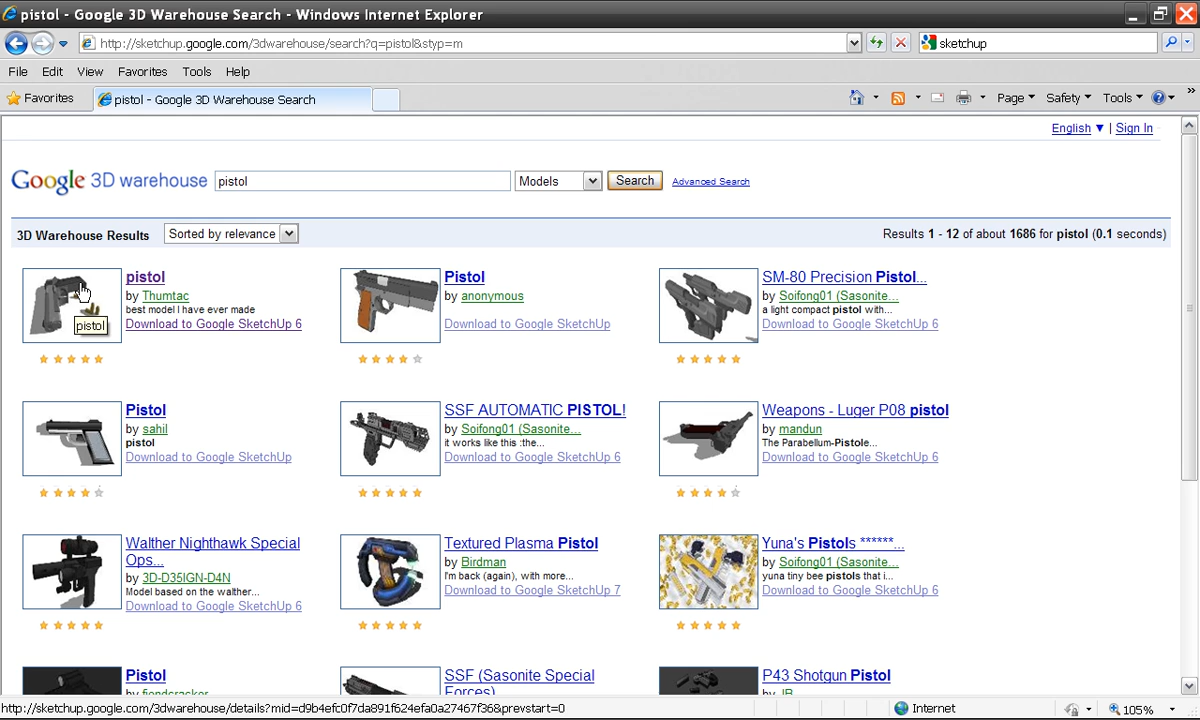 pistol - Google 3D Warehouse Search - Windows Internet Explorer
http://sketchup.google.com/3dwarehouse/search?q=pistol&styp=m
sketchup
File Edit View Favorites Tools Help
Favorites
pistol - Google 3D Warehouse Search
Page Safety Tools
English ▼ | Sign In
Google 3D warehouse
pistol
Models
Search
Advanced Search
3D Warehouse Results
Sorted by relevance
Results 1 - 12 of about 1686 for pistol (0.1 seconds)
pistol
by Thumtac
best model I have ever made
Download to Google SketchUp 6
pistol
Pistol
by anonymous
Download to Google SketchUp
SM-80 Precision Pistol...
by Soifong01 (Sasonite...
a light compact pistol with...
Download to Google SketchUp 6
Pistol
by sahil
pistol
Download to Google SketchUp
SSF AUTOMATIC PISTOL!
by Soifong01 (Sasonite...
it works like this :the...
Download to Google SketchUp 6
Weapons - Luger P08 pistol
by mandun
The Parabellum-Pistole...
Download to Google SketchUp 6
Walther Nighthawk Special
Ops...
by 3D-D35IGN-D4N
Model based on the walther...
Download to Google SketchUp 6
Textured Plasma Pistol
by Birdman
I'm back (again), with more...
Download to Google SketchUp 7
Yuna's Pistols ******...
by Soifong01 (Sasonite...
yuna tiny bee pistols that i...
Download to Google SketchUp 6
Pistol
by fiendcracker
SSF (Sasonite Special
Forces)
P43 Shotgun Pistol
by JB
http://sketchup.google.com/3dwarehouse/details?mid=d9b4efc0f7da891f624efa0a27467f36&prevstart=0
Internet
105%